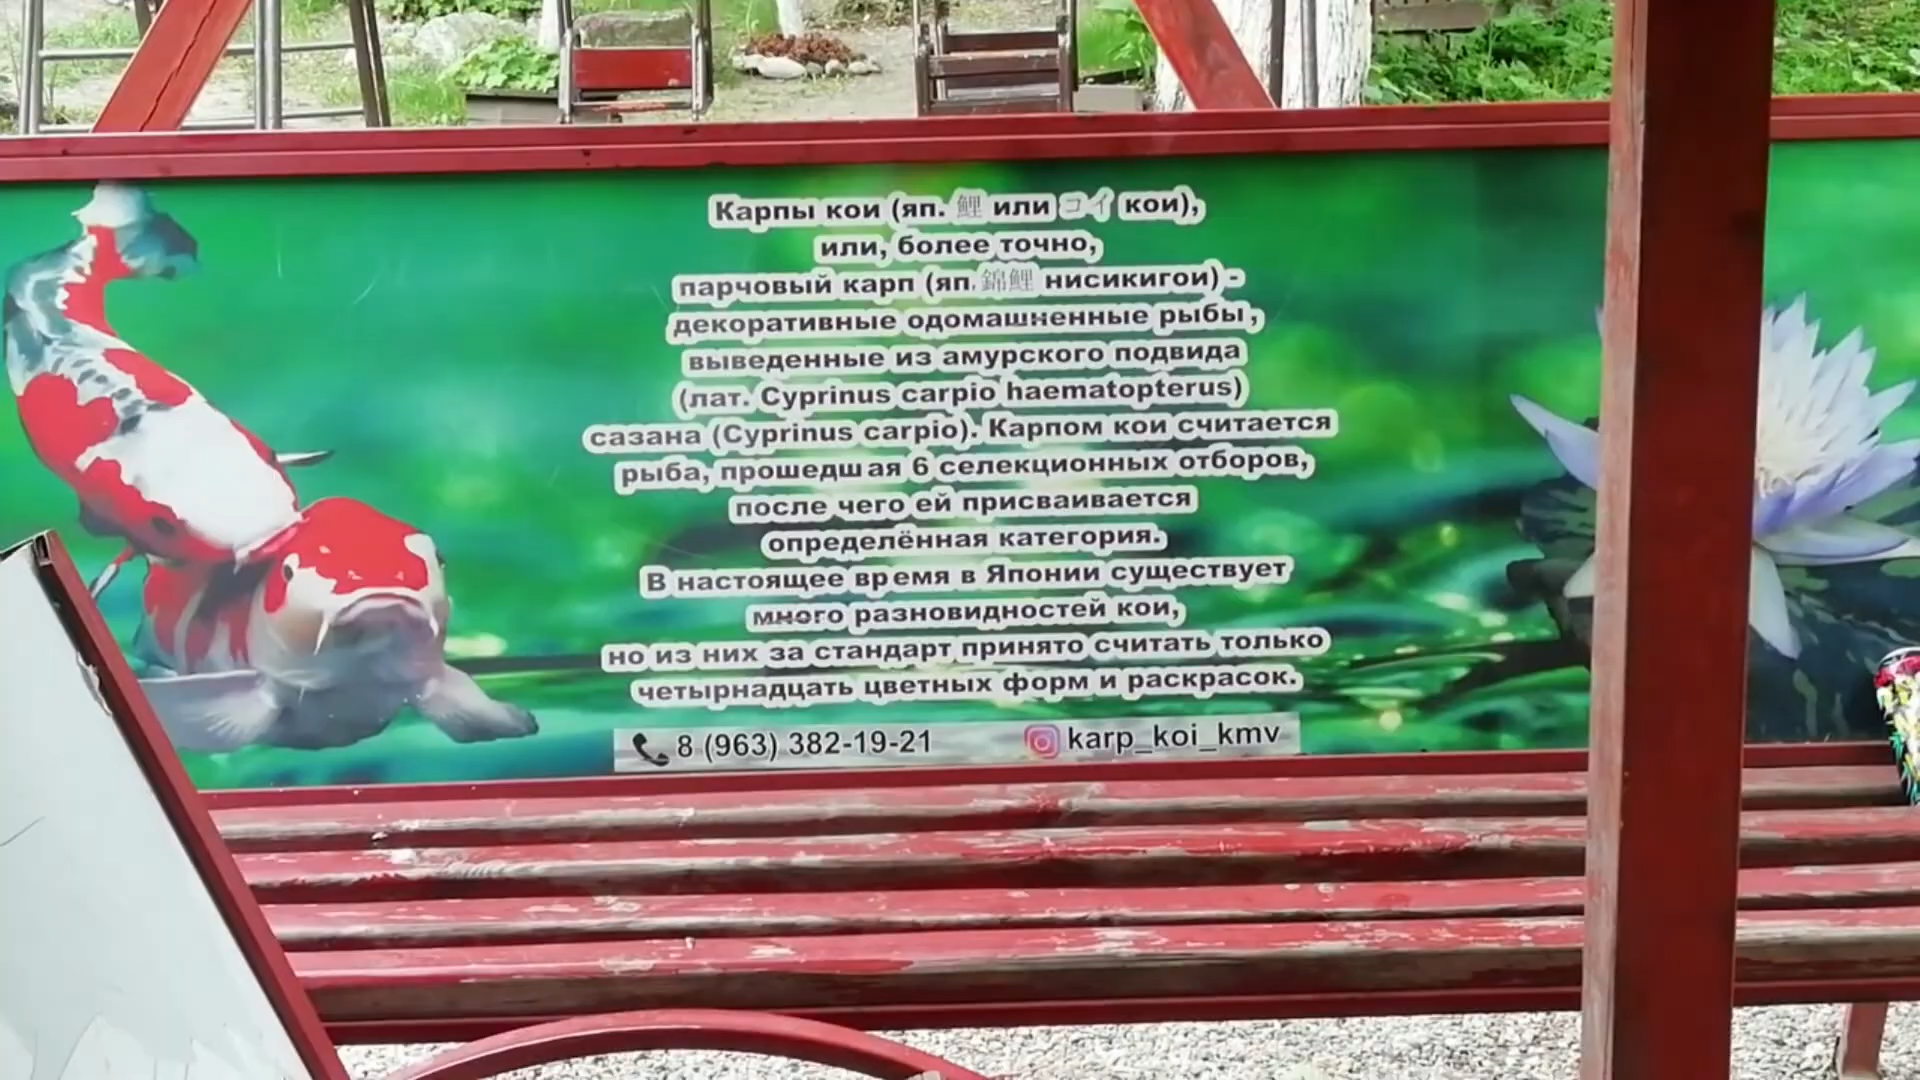 Карпы кои (яп. 鯉 или コイ кои),
или, более точно,
парчовый карп (яп. 錦鯉 нисикигои) -
декоративные одомашненные рыбы,
выведенные из амурского подвида
(лат. Cyprinus carpio haematopterus)
сазана (Cyprinus carpio). Карпом кои считается
рыба, прошедшая 6 селекционных отборов,
после чего ей присваивается
определённая категория.
В настоящее время в Японии существует
много разновидностей кои,
но из них за стандарт принято считать только
четырнадцать цветных форм и раскрасок.
8 (963) 382-19-21 karp_koi_kmv